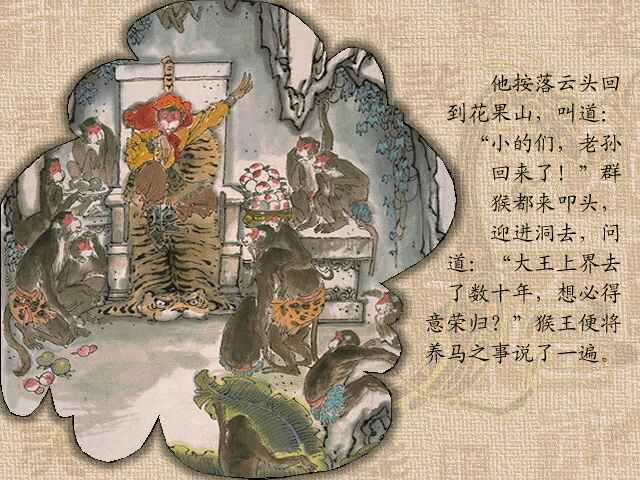 他按落云头回
到花果山，叫道：
“小的们，老孙
回来了！”群
猴都来叩头，
迎进洞去，问
道：“大王上界去
了数十年，想必得
意荣归？”猴王便将
养马之事说了一遍。